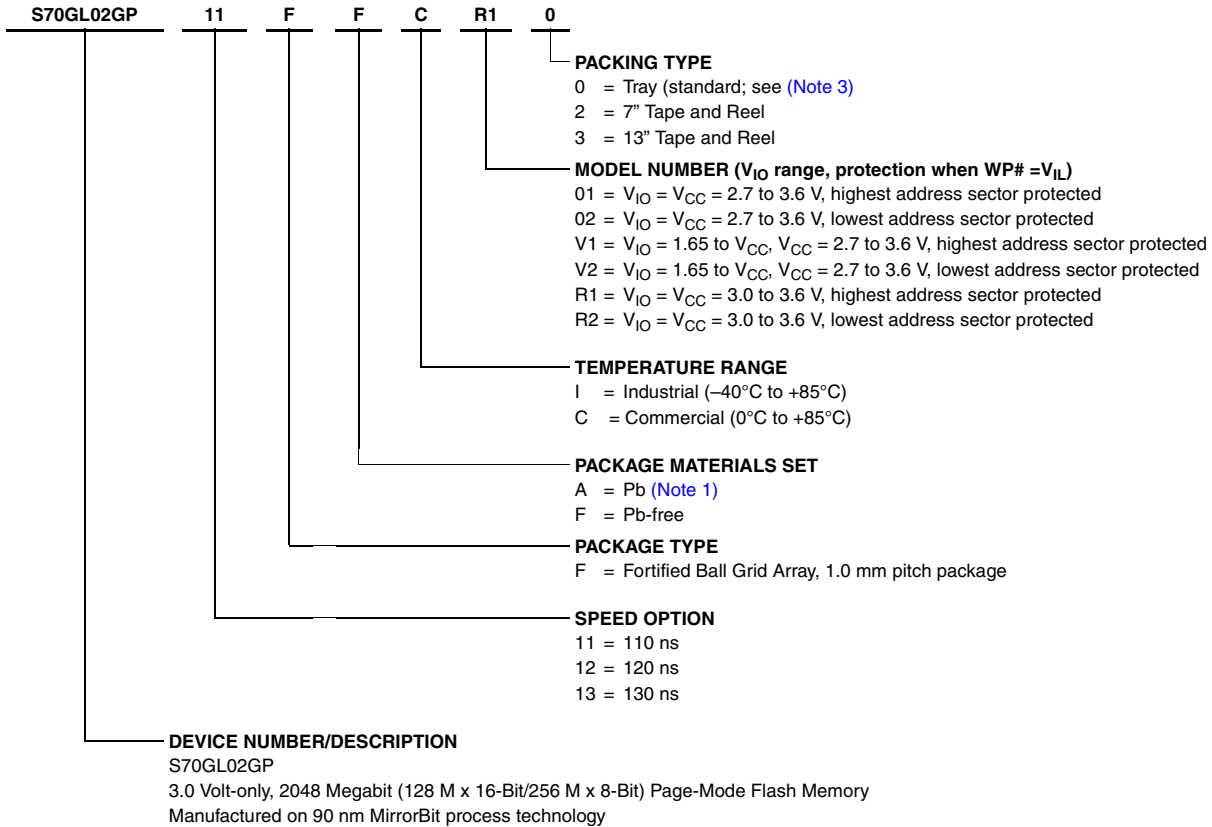 S70GL02GP 11 F F C R1 0
PACKING TYPE
0 = Tray (standard; see (Note 3)
2 = 7” Tape and Reel
3 = 13” Tape and Reel
MODEL NUMBER (VIO range, protection when WP# =VIL)
01 = VIO = VCC = 2.7 to 3.6 V, highest address sector protected
02 = VIO = VCC = 2.7 to 3.6 V, lowest address sector protected
V1 = VIO = 1.65 to VCC, VCC = 2.7 to 3.6 V, highest address sector protected
V2 = VIO = 1.65 to VCC, VCC = 2.7 to 3.6 V, lowest address sector protected
R1 = VIO = VCC = 3.0 to 3.6 V, highest address sector protected
R2 = VIO = VCC = 3.0 to 3.6 V, lowest address sector protected
TEMPERATURE RANGE
I = Industrial (–40°C to +85°C)
C = Commercial (0°C to +85°C)
PACKAGE MATERIALS SET
A = Pb (Note 1)
F = Pb-free
PACKAGE TYPE
F = Fortified Ball Grid Array, 1.0 mm pitch package
SPEED OPTION
11 = 110 ns
12 = 120 ns
13 = 130 ns
DEVICE NUMBER/DESCRIPTION
S70GL02GP
3.0 Volt-only, 2048 Megabit (128 M x 16-Bit/256 M x 8-Bit) Page-Mode Flash Memory
Manufactured on 90 nm MirrorBit process technology